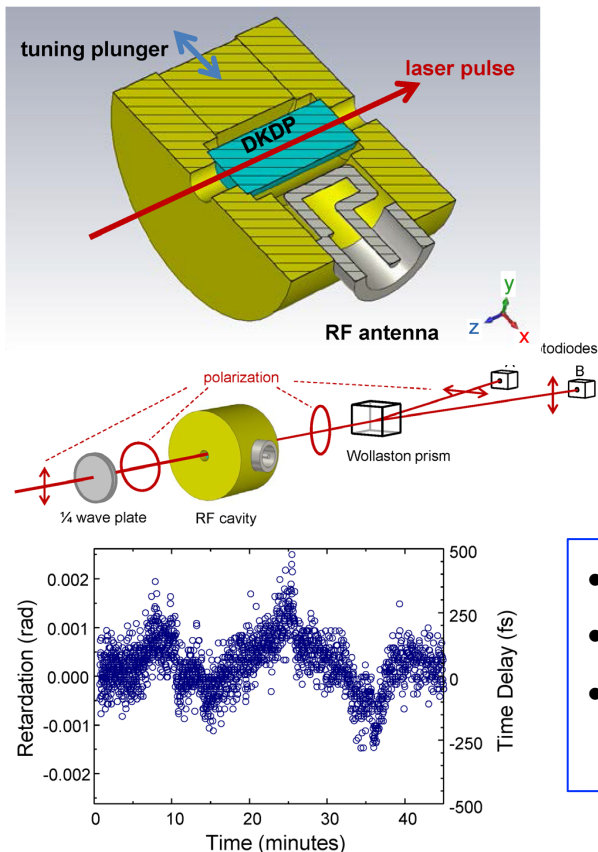 tuning plunger
laser pulse
DKDP
RF antenna
y
z
x
B
polarization
Wollaston prism
¼ wave plate
RF cavity
Retardation (rad)
0.002
0.001
0.000
-0.001
-0.002
500
250
0
-250
-500
Time Delay (fs)
0
10
20
30
40
Time (minutes)